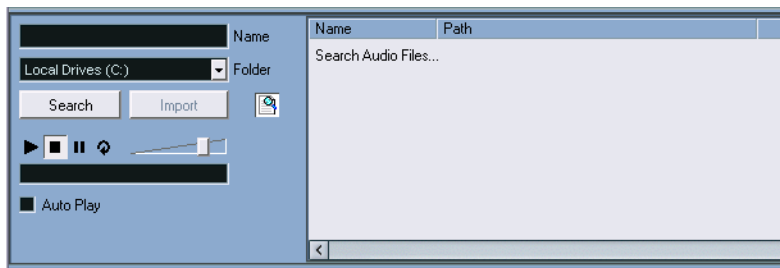 Name
Local Drives (C:) Folder
Search Import
Auto Play
Name Path
Search Audio Files...